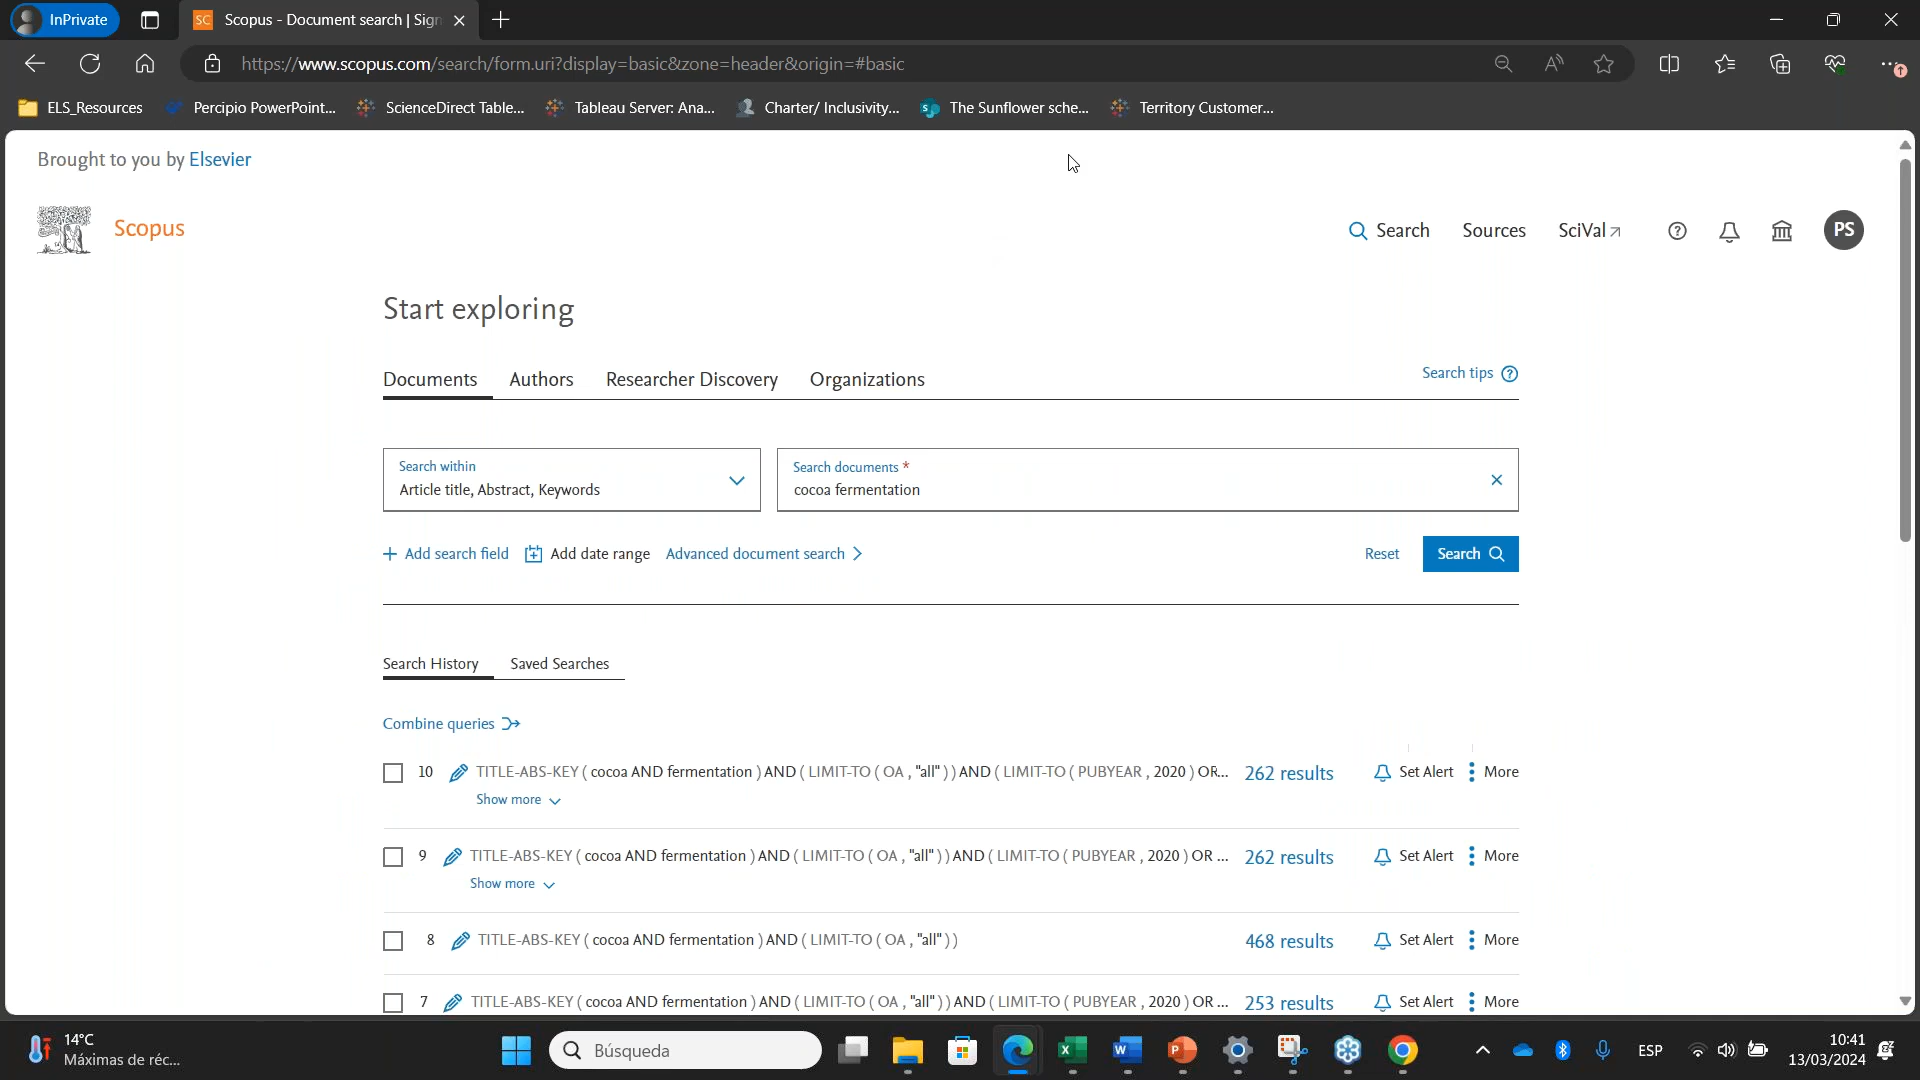 InPrivate
SC Scopus - Document search | Sign
https://www.scopus.com/search/form.uri?display=basic&zone=header&origin=#basic
ELS_Resources Percipio PowerPoint... ScienceDirect Table... Tableau Server: Ana... Charter/ Inclusivity... The Sunflower sche... Territory Customer...
Brought to you by Elsevier
Scopus
Search Sources SciVal PS
Start exploring
Documents Authors Researcher Discovery Organizations
Search tips
Search within
Article title, Abstract, Keywords
Search documents *
cocoa fermentation
Add search field Add date range Advanced document search
Reset Search
Search History Saved Searches
Combine queries
10 TITLE-ABS-KEY ( cocoa AND fermentation ) AND ( LIMIT-TO ( OA , "all" ) ) AND ( LIMIT-TO ( PUBYEAR , 2020 ) OR... 262 results Set Alert More
Show more
9 TITLE-ABS-KEY ( cocoa AND fermentation ) AND ( LIMIT-TO ( OA , "all" ) ) AND ( LIMIT-TO ( PUBYEAR , 2020 ) OR ... 262 results Set Alert More
Show more
8 TITLE-ABS-KEY ( cocoa AND fermentation ) AND ( LIMIT-TO ( OA , "all" ) ) 468 results Set Alert More
7 TITLE-ABS-KEY ( cocoa AND fermentation ) AND ( LIMIT-TO ( OA , "all" ) ) AND ( LIMIT-TO ( PUBYEAR , 2020 ) OR ... 253 results Set Alert More
14°C
Máximas de réc...
Búsqueda
ESP
10:41
13/03/2024